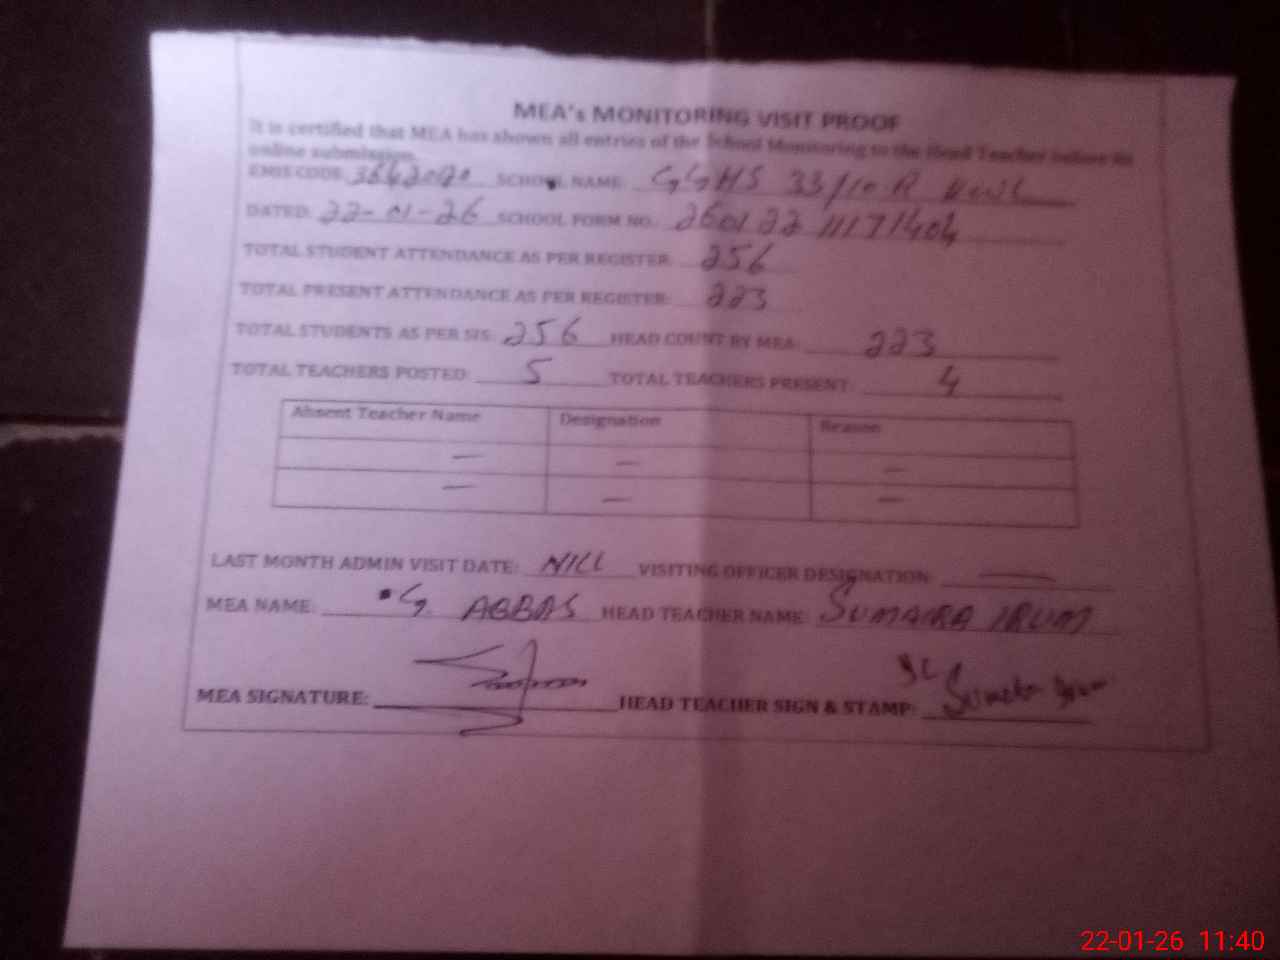 MEA's MONITORING VISIT PROOF
It is certified that MEA has shown all entries of the School Monitoring to the Head Teacher before its
online submission.
EMIS CODE: SCHOOL NAME: GGHS 33/10-R
DATED: 22-01-26 SCHOOL FORM NO.: 26012211171404
TOTAL STUDENT ATTENDANCE AS PER REGISTER: 256
TOTAL PRESENT ATTENDANCE AS PER REGISTER: 223
TOTAL STUDENTS AS PER SIS: 256 HEAD COUNT BY MEA: 223
TOTAL TEACHERS POSTED: 5 TOTAL TEACHERS PRESENT: 4
Absent Teacher Name Designation Reason
— — —
— — —
LAST MONTH ADMIN VISIT DATE: NILL VISITING OFFICER DESIGNATION: —
MEA NAME: G. ABBAS HEAD TEACHER NAME: SUMAIRA IRUM
MEA SIGNATURE: HEAD TEACHER SIGN & STAMP:
22-01-26 11:40